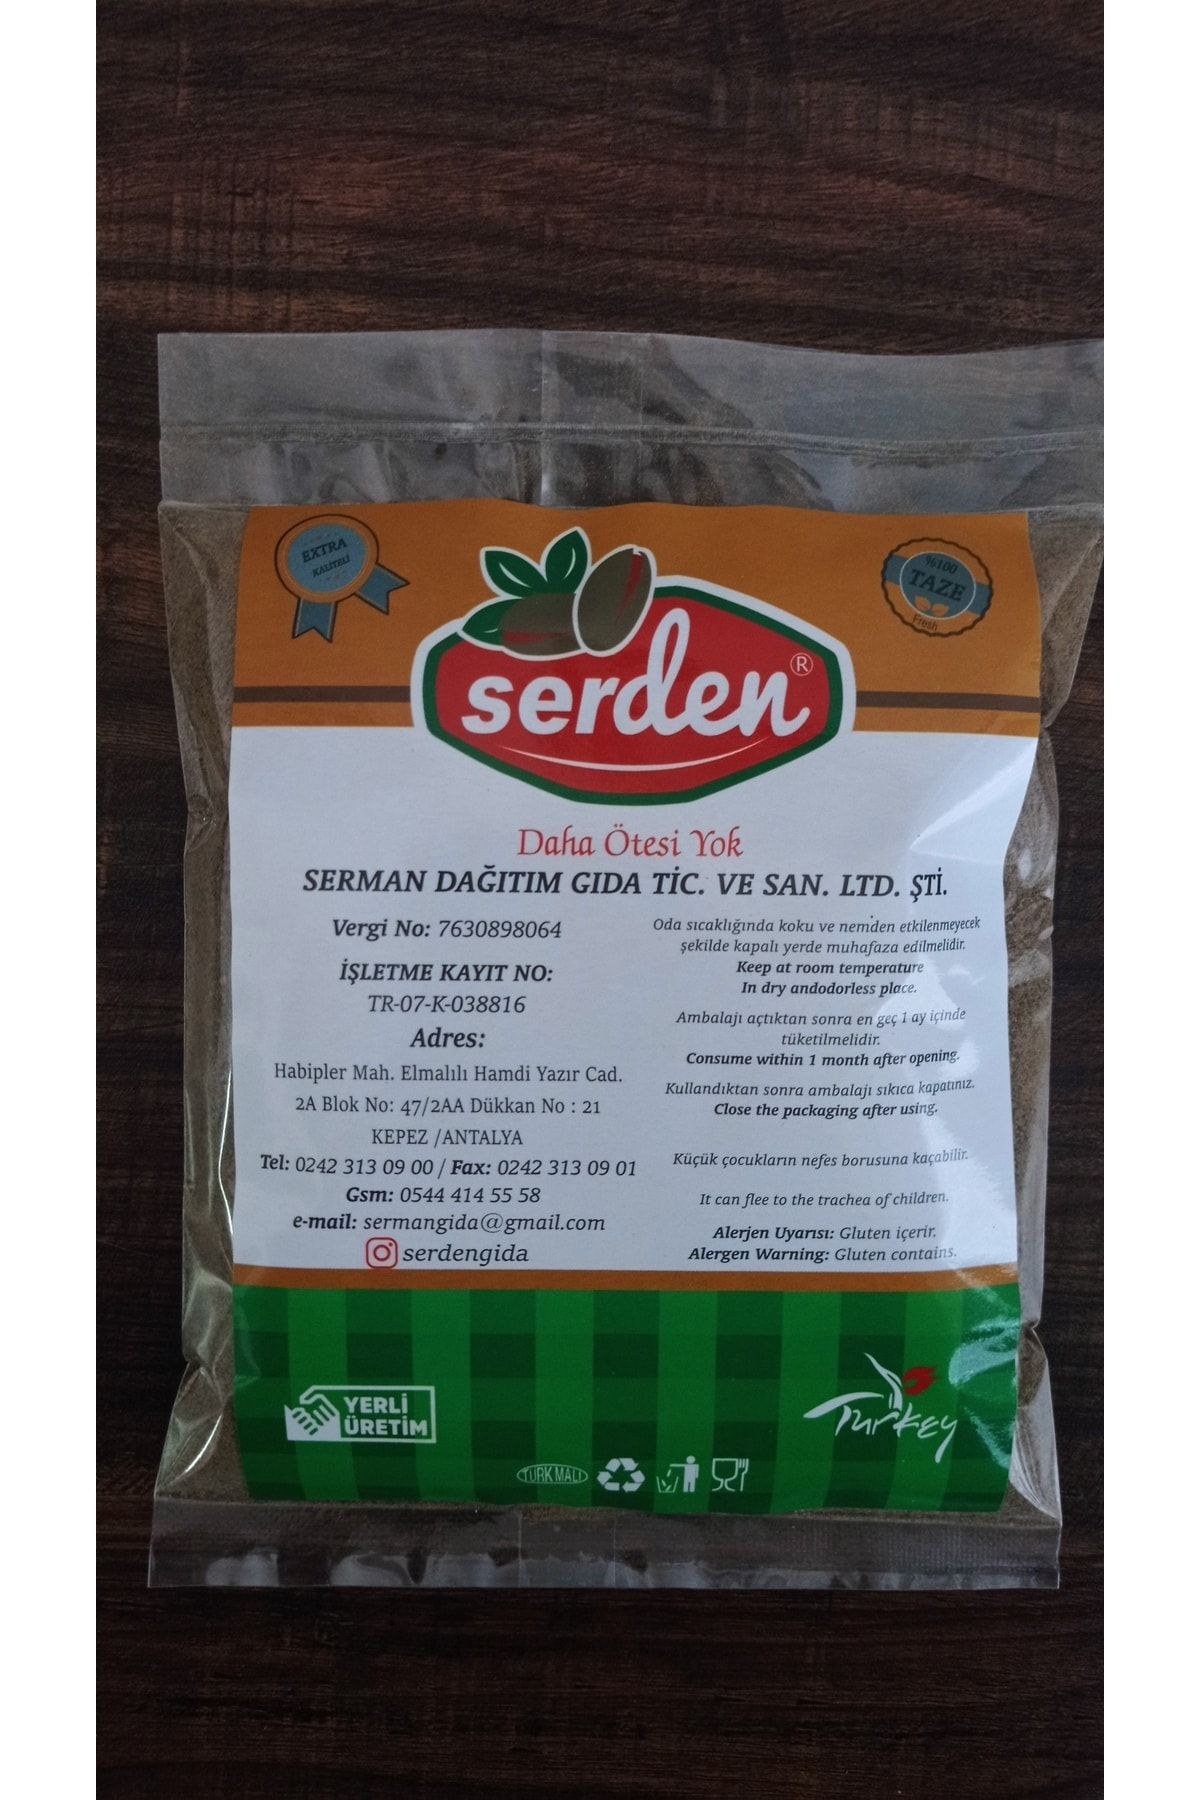 EXTRA
KALİTELİ
%100
TAZE
Fresh
serden®
Daha Ötesi Yok
SERMAN DAĞITIM GIDA TİC. VE SAN. LTD. ŞTİ.
Vergi No: 7630898064
İŞLETME KAYIT NO:
TR-07-K-038816
Adres:
Habipler Mah. Elmalılı Hamdi Yazır Cad.
2A Blok No: 47/2AA Dükkan No : 21
KEPEZ /ANTALYA
Tel: 0242 313 09 00 / Fax: 0242 313 09 01
Gsm: 0544 414 55 58
e-mail: sermangida@gmail.com
serdengida
Oda sıcaklığında koku ve nemden etkilenmeyecek
şekilde kapalı yerde muhafaza edilmelidir.
Keep at room temperature
In dry andodorless place.
Ambalajı açtıktan sonra en geç 1 ay içinde
tüketilmelidir.
Consume within 1 month after opening.
Kullandıktan sonra ambalajı sıkıca kapatınız.
Close the packaging after using.
Küçük çocukların nefes borusuna kaçabilir.
It can flee to the trachea of children.
Alerjen Uyarısı: Gluten içerir.
Alergen Warning: Gluten contains.
YERLİ
ÜRETİM
Turkey
TÜRK MALI